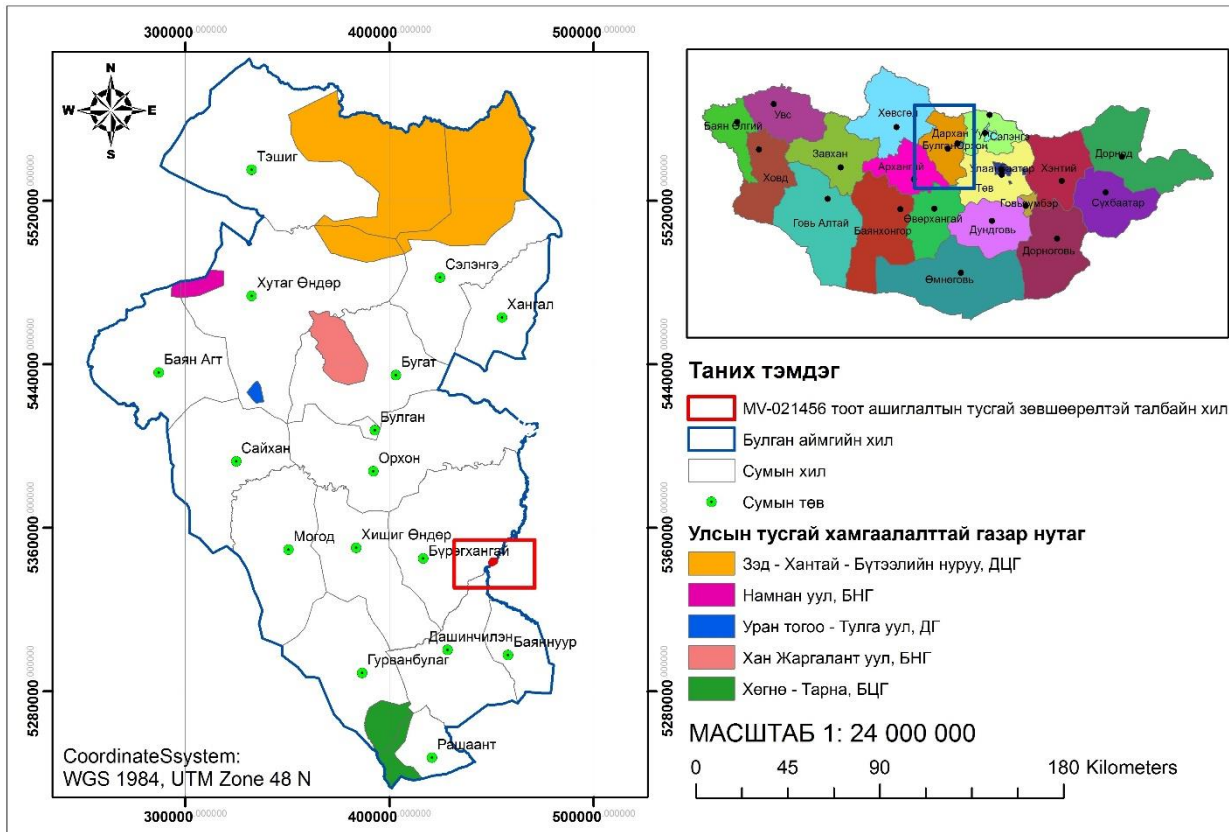 300000.000000 400000.000000 500000.000000
N
W E
S
5520000.000000
5440000.000000
5360000.000000
5280000.000000
Тэшиг
Сэлэнгэ
Хутаг Өндөр
Хангал
Баян Агт
Бугат
Булган
Сайхан
Орхон
Могод
Хишиг Өндөр
Бүрэгхангай
Дашинчилэн
Баяннуур
Гурванбулаг
Рашаант
CoordinateSsystem:
WGS 1984, UTM Zone 48 N
300000.000000 400000.000000 500000.000000
5520000.000000
5440000.000000
5360000.000000
5280000.000000
Увс
Баян Өлгий
Хөвсгөл
Дархан
Сэлэнгэ
Завхан
Архангай
Хэнтий
Дорнод
Ховд
Төв
Говь Алтай
Баянхонгор
Өвөрхангай
Говьсүмбэр
Сүхбаатар
Дундговь
Дорноговь
Өмнөговь
Таних тэмдэг
MV-021456 тоот ашиглалтын тусгай зөвшөөрөлтэй талбайн хил
Булган аймгийн хил
Сумын хил
Сумын төв
Улсын тусгай хамгаалалттай газар нутаг
Зэд - Хантай - Бүтээлийн нуруу, ДЦГ
Намнан уул, БНГ
Уран тогоо - Тулга уул, ДГ
Хан Жаргалант уул, БНГ
Хөгнө - Тарна, БЦГ
МАСШТАБ 1: 24 000 000
0 45 90 180 Kilometers